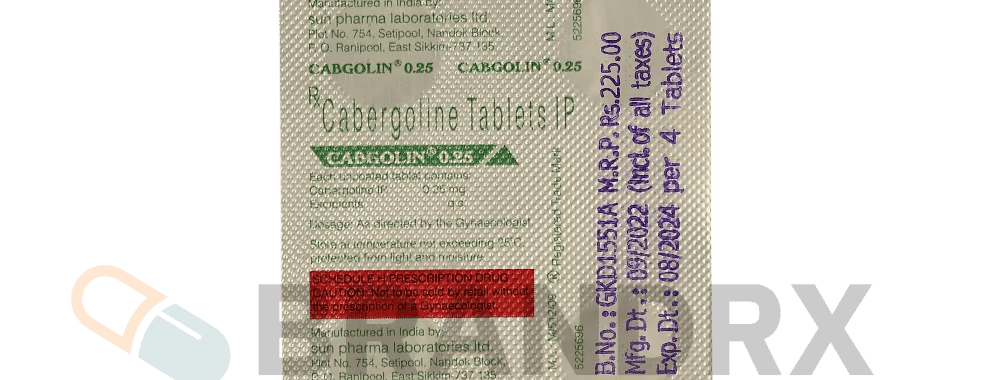 Manufactured in India by:
sun pharma laboratories ltd.
Plot No. 754, Setipool, Nandok Block,
P. O. Ranipool, East Sikkim-737 135.
CABGOLIN® 0.25 CABGOLIN® 0.25
Rx
Cabergoline Tablets IP
CABGOLIN® 0.25
Each uncoated tablet contains:
Cabergoline IP 0.25 mg
Excipients q.s.
Dosage: As directed by the Gynaecologist.
Store at temperature not exceeding 25°C,
protected from light and moisture.
SCHEDULE H PRESCRIPTION DRUG -
CAUTION: Not to be sold by retail without
the prescription of a Gynaecologist.
Manufactured in India by:
sun pharma laboratories ltd.
Plot No. 754, Setipool, Nandok Block,
P. O. Ranipool, East Sikkim-737 135.
® Registered Trade Mark
5225696
5225696
B.No.: GKD1551A M.R.P. Rs.225.00
Mfg. Dt.: 09/2022 (Incl. of all taxes)
Exp. Dt.: 08/2024 per 4 Tablets